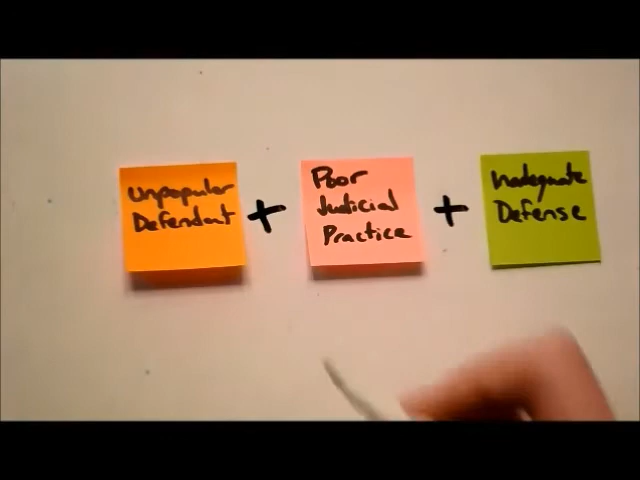 Unpopular
Defendant
+
Poor
Judicial
Practice
+
Inadequate
Defense